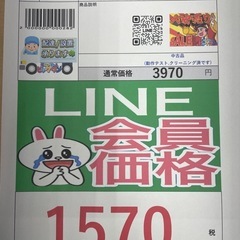 商品説明
中古品
(動作テスト,クリーニング済です)
通常価格 3970 円
LINE
会員
価格
1570 税